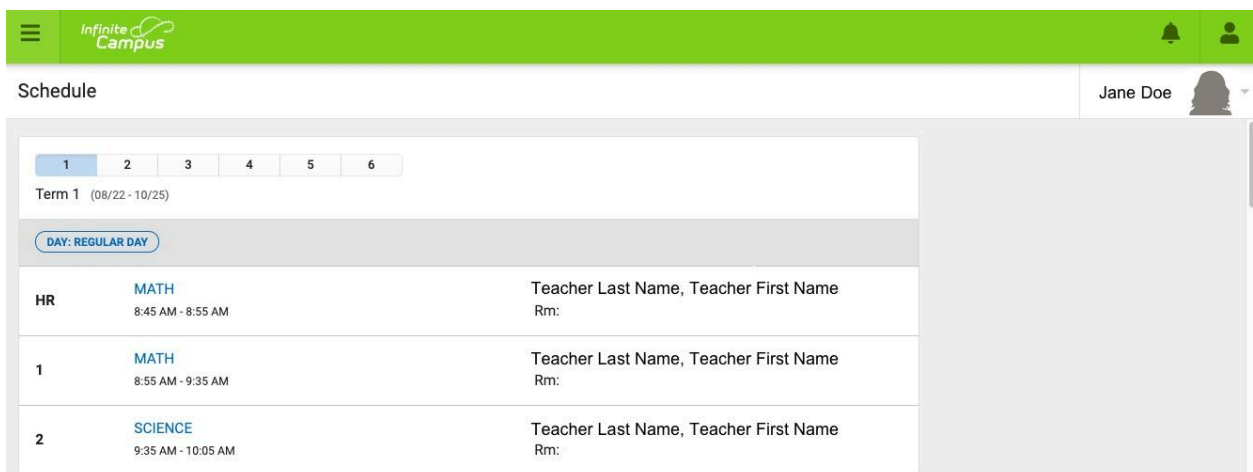 Infinite
Campus
Schedule
Jane Doe
1 2 3 4 5 6
Term 1 (08/22 - 10/25)
DAY: REGULAR DAY
HR
MATH
8:45 AM - 8:55 AM
Teacher Last Name, Teacher First Name
Rm:
1
MATH
8:55 AM - 9:35 AM
Teacher Last Name, Teacher First Name
Rm:
2
SCIENCE
9:35 AM - 10:05 AM
Teacher Last Name, Teacher First Name
Rm: